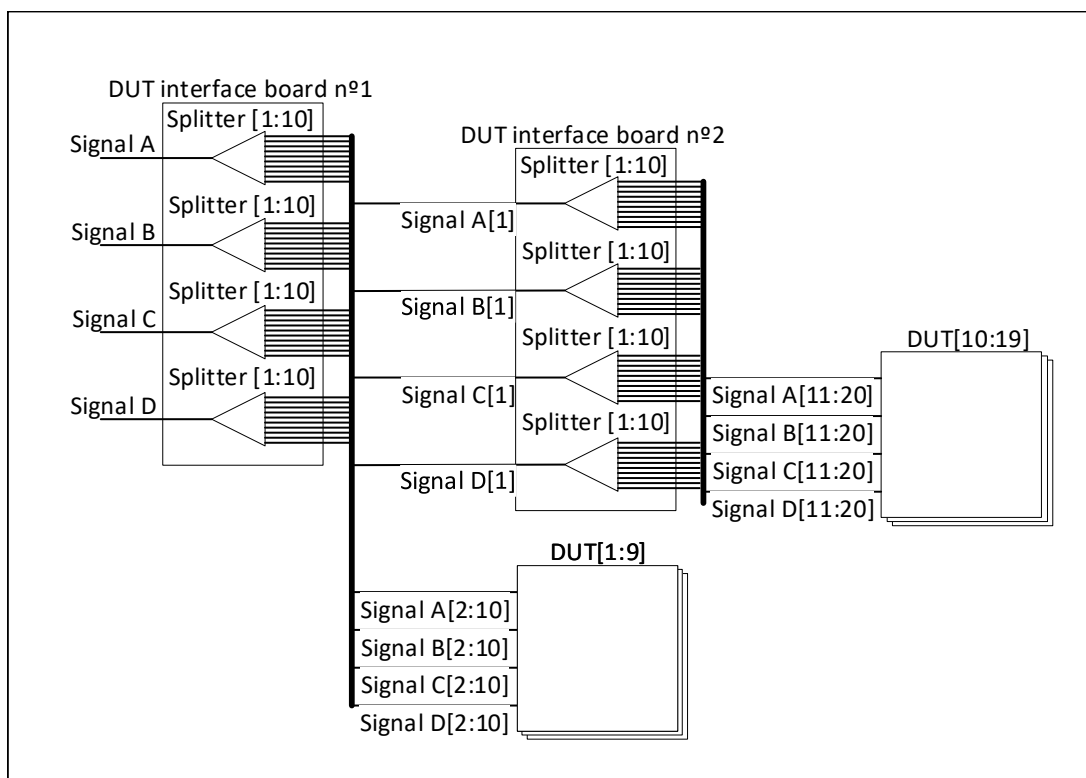 DUT interface board nº1
Splitter [1:10]
Signal A
Splitter [1:10]
Signal B
Splitter [1:10]
Signal C
Splitter [1:10]
Signal D
DUT interface board nº2
Splitter [1:10]
Signal A[1]
Splitter [1:10]
Signal B[1]
Splitter [1:10]
Signal C[1]
Splitter [1:10]
Signal D[1]
DUT[10:19]
Signal A[11:20]
Signal B[11:20]
Signal C[11:20]
Signal D[11:20]
DUT[1:9]
Signal A[2:10]
Signal B[2:10]
Signal C[2:10]
Signal D[2:10]